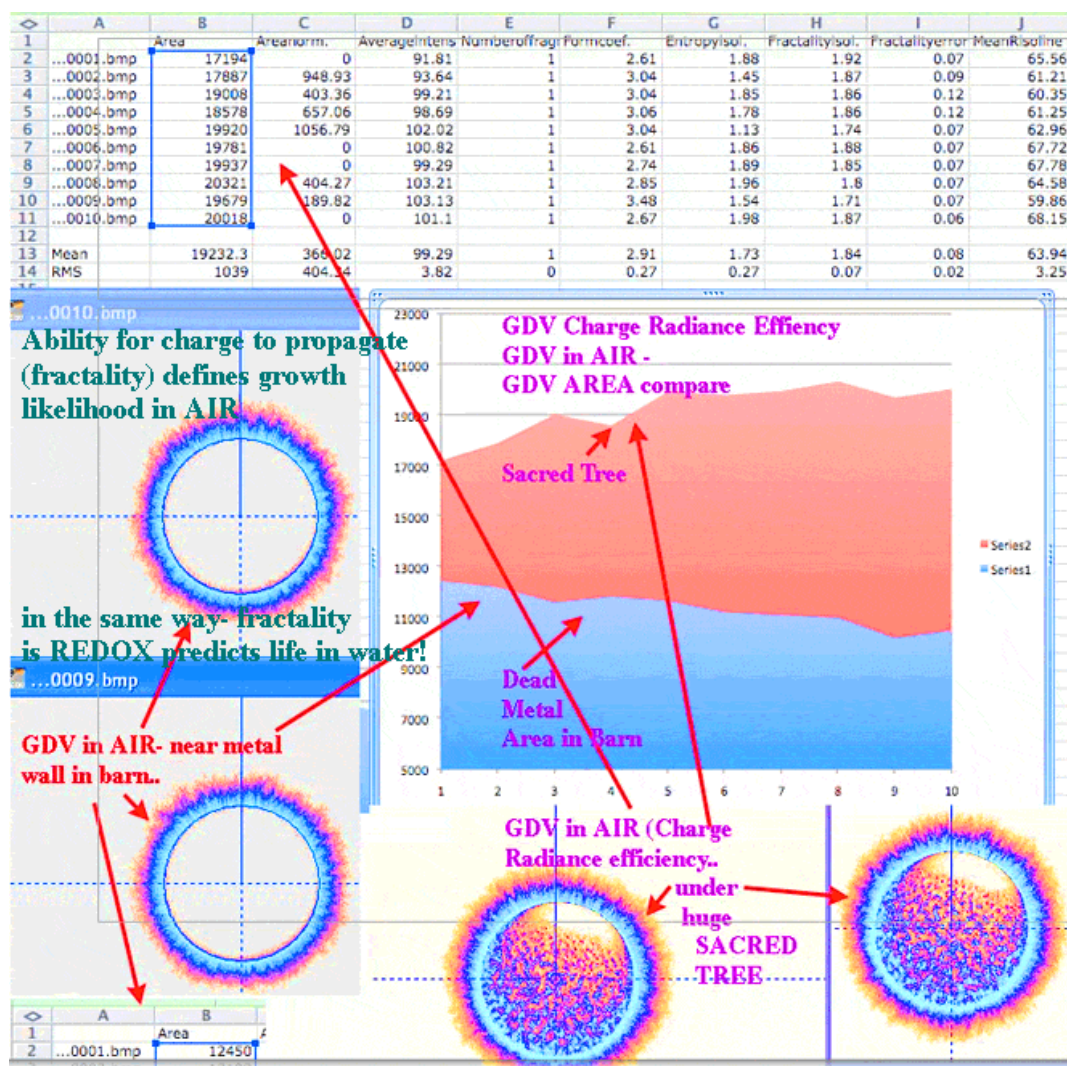 A B C D E F G H I J
1 Area Areanorm. AverageIntens Numberoffragr Formcoef. Entropyisol. Fractalityisol. Fractalityerror MeanRisoline
2 ...0001.bmp 17194 0 91.81 1 2.61 1.88 1.92 0.07 65.56
3 ...0002.bmp 17887 948.93 93.64 1 3.04 1.45 1.87 0.09 61.21
4 ...0003.bmp 19008 403.36 99.21 1 3.04 1.85 1.86 0.12 60.35
5 ...0004.bmp 18578 657.06 98.69 1 3.06 1.78 1.86 0.12 61.25
6 ...0005.bmp 19920 1056.79 102.02 1 3.04 1.13 1.74 0.07 62.96
7 ...0006.bmp 19781 0 100.82 1 2.61 1.86 1.88 0.07 67.72
8 ...0007.bmp 19937 0 99.29 1 2.74 1.89 1.85 0.07 67.78
9 ...0008.bmp 20321 404.27 103.21 1 2.85 1.96 1.8 0.07 64.58
10 ...0009.bmp 19679 189.82 103.13 1 3.48 1.54 1.71 0.07 59.86
11 ...0010.bmp 20018 0 101.1 1 2.67 1.98 1.87 0.06 68.15
12
13 Mean 19232.3 366.02 99.29 1 2.91 1.73 1.84 0.08 63.94
14 RMS 1039 404.34 3.82 0 0.27 0.27 0.07 0.02 3.25
...0010.bmp
Ability for charge to propagate
(fractality) defines growth
likelihood in AIR
in the same way- fractality
is REDOX predicts life in water!
...0009.bmp
GDV in AIR- near metal
wall in barn..
GDV Charge Radiance Effiency
GDV in AIR -
GDV AREA compare
Sacred Tree
Dead
Metal
Area in Barn
23000
21000
19000
17000
15000
13000
11000
9000
7000
5000
1 2 3 4 5 6 7 8 9 10
Series2
Series1
GDV in AIR (Charge
Radiance efficiency..
under
huge
SACRED
TREE
A B
1 Area
2 ...0001.bmp 12450